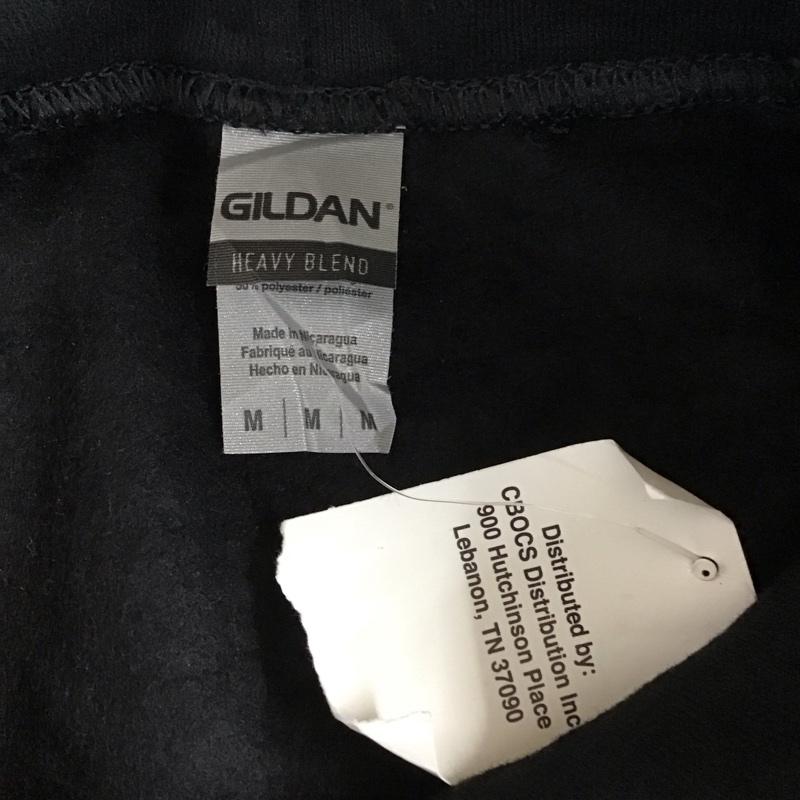 GILDAN®
HEAVY BLEND
50% polyester / poliéster
Made in Nicaragua
Fabriqué au Nicaragua
Hecho en Nicaragua
M | M | M
Distributed by:
CBOCS Distribution Inc
900 Hutchinson Place
Lebanon, TN 37090